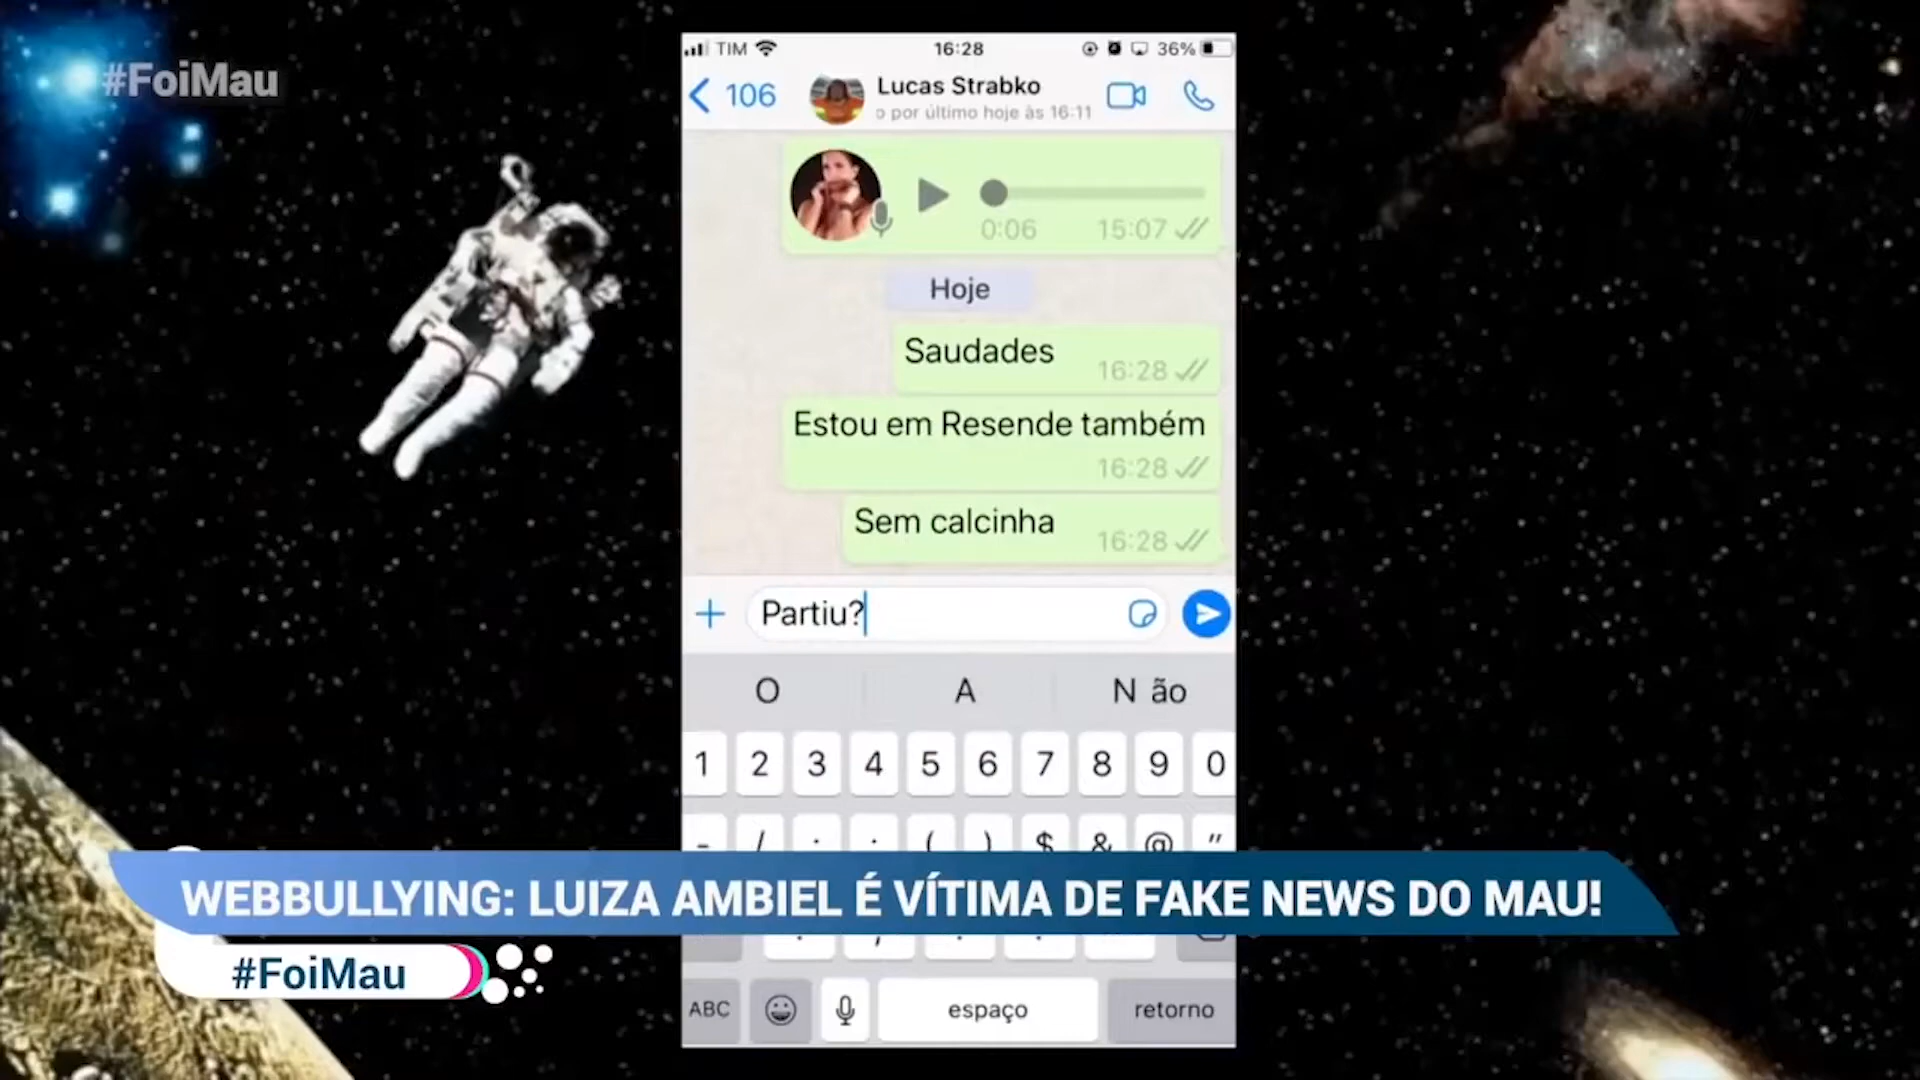 #FoiMau
TIM 16:28 36%
106 Lucas Strabko
o por último hoje às 16:11
0:06 15:07
Hoje
Saudades 16:28
Estou em Resende também
16:28
Sem calcinha 16:28
Partiu?
O A N ão
1 2 3 4 5 6 7 8 9 0
- / : ; ( ) $ & @ "
WEBBULLYING: LUIZA AMBIEL É VÍTIMA DE FAKE NEWS DO MAU!
#FoiMau
ABC espaço retorno